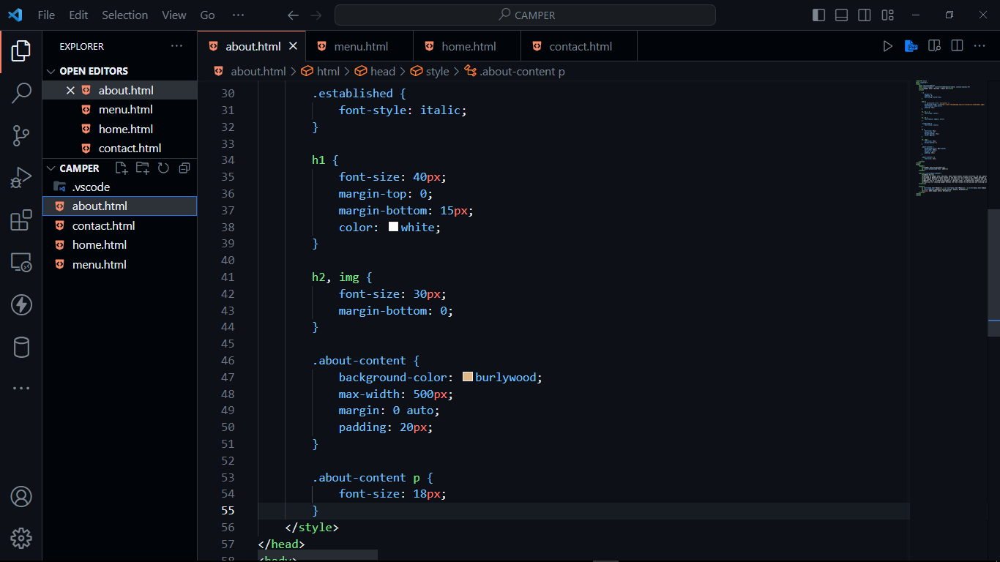 File Edit Selection View Go ···
CAMPER
EXPLORER
OPEN EDITORS
about.html
menu.html
home.html
contact.html
CAMPER
.vscode
about.html
contact.html
home.html
menu.html
about.html menu.html home.html contact.html
PHP
about.html > html > head > style > .about-content p
30 .established {
31 font-style: italic;
32 }
33
34 h1 {
35 font-size: 40px;
36 margin-top: 0;
37 margin-bottom: 15px;
38 color: white;
39 }
40
41 h2, img {
42 font-size: 30px;
43 margin-bottom: 0;
44 }
45
46 .about-content {
47 background-color: burlywood;
48 max-width: 500px;
49 margin: 0 auto;
50 padding: 20px;
51 }
52
53 .about-content p {
54 font-size: 18px;
55 }
56 </style>
57 </head>
58 <body>